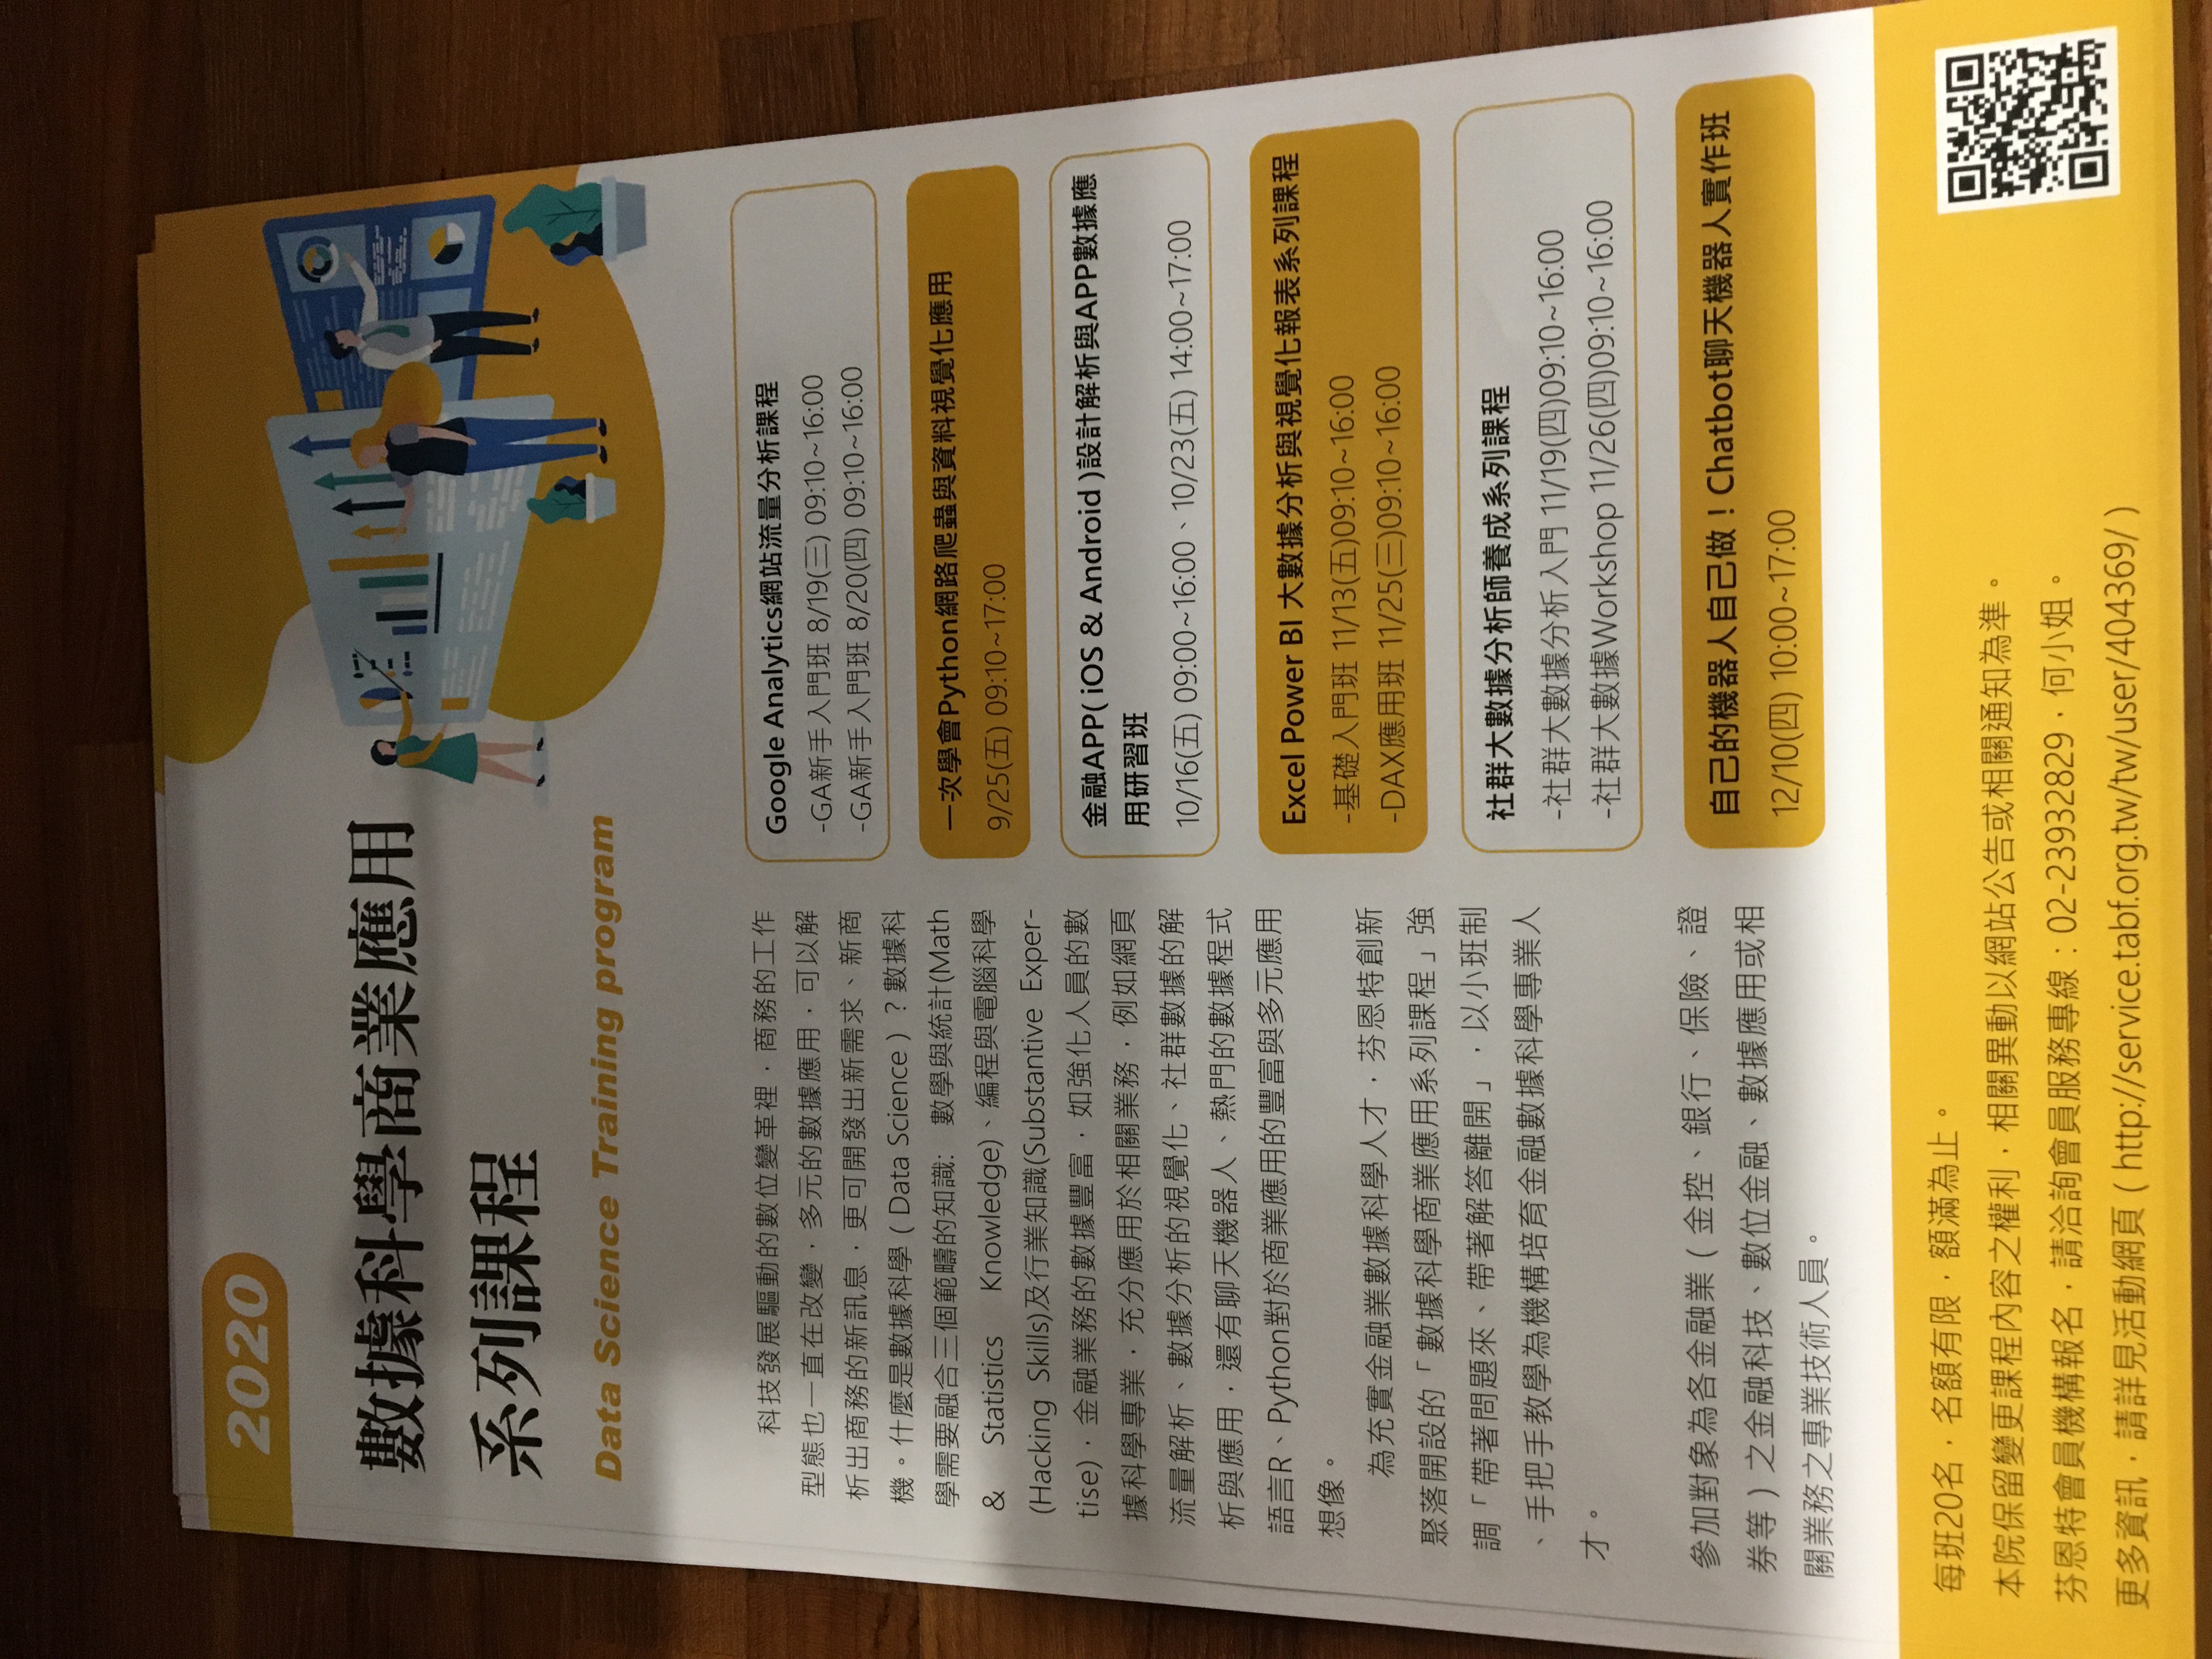 2020
數據科學商業應用
系列課程
Data Science Training program
科技發展驅動的數位變革裡，商務的工作
型態也一直在改變，多元的數據應用，可以解
析出商務的新訊息，更可開發出新需求、新商
機。什麼是數據科學（Data Science）？數據科
學需要融合三個範疇的知識: 數學與統計(Math
& Statistics Knowledge)、編程與電腦科學
(Hacking Skills)及行業知識(Substantive Exper-
tise)，金融業務的數據豐富，如強化人員的數
據科學專業，充分應用於相關業務，例如網頁
流量解析、數據分析的視覺化、社群數據的解
析與應用，還有聊天機器人、熱門的數據程式
語言R、Python對於商業應用的豐富與多元應用
想像。
為充實金融業數據科學人才，芬恩特創新
聚落開設的「數據科學商業應用系列課程」強
調「帶著問題來、帶著解答離開」，以小班制
、手把手教學為機構培育金融數據科學專業人
才。
參加對象為各金融業（金控、銀行、保險、證
券等）之金融科技、數位金融、數據應用或相
關業務之專業技術人員。
Google Analytics網站流量分析課程
-GA新手入門班 8/19(三) 09:10~16:00
-GA新手入門班 8/20(四) 09:10~16:00
一次學會Python網路爬蟲與資料視覺化應用
9/25(五) 09:10~17:00
金融APP( iOS & Android )設計解析與APP數據應
用研習班
10/16(五) 09:00~16:00、10/23(五) 14:00~17:00
Excel Power BI 大數據分析與視覺化報表系列課程
-基礎入門班 11/13(五)09:10~16:00
-DAX應用班 11/25(三)09:10~16:00
社群大數據分析師養成系列課程
-社群大數據分析入門 11/19(四)09:10~16:00
-社群大數據Workshop 11/26(四)09:10~16:00
自己的機器人自己做！Chatbot聊天機器人實作班
12/10(四) 10:00~17:00
每班20名，名額有限，額滿為止。
本院保留變更課程內容之權利，相關異動以網站公告或相關通知為準。
芬恩特會員機構報名，請洽詢會員服務專線：02-23932829，何小姐。
更多資訊，請詳見活動網頁（http://service.tabf.org.tw/tw/user/404369/）